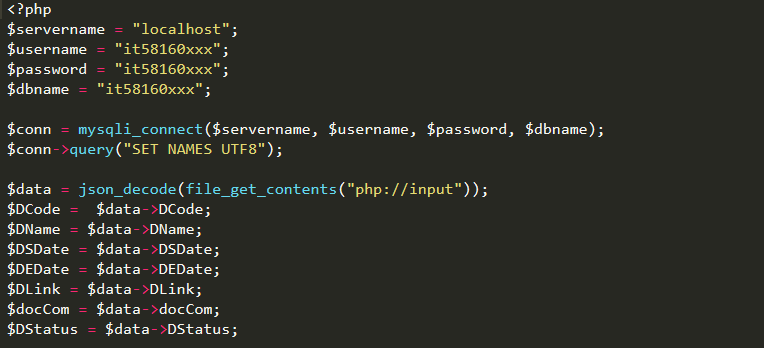 <?php
$servername = "localhost";
$username = "it58160xxx";
$password = "it58160xxx";
$dbname = "it58160xxx";
$conn = mysqli_connect($servername, $username, $password, $dbname);
$conn->query("SET NAMES UTF8");
$data = json_decode(file_get_contents("php://input"));
$DCode =  $data->DCode;
$DName = $data->DName;
$DSDate = $data->DSDate;
$DEDate = $data->DEDate;
$DLink = $data->DLink;
$docCom = $data->docCom;
$DStatus = $data->DStatus;